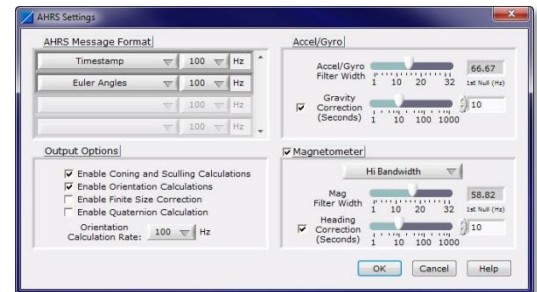 AHRS Settings
AHRS Message Format
Timestamp 100 Hz
Euler Angles 100 Hz
100 Hz
100 Hz
Output Options
Enable Coning and Sculling Calculations
Enable Orientation Calculations
Enable Finite Size Correction
Enable Quaternion Calculation
Orientation
Calculation Rate: 100 Hz
Accel/Gyro
Accel/Gyro
Filter Width
66.67
1 10 20 32 1st Null (Hz)
Gravity
Correction
(Seconds)
10
1 10 100 1000
Magnetometer
Hi Bandwidth
Mag
Filter Width
58.82
1 10 20 32 1st Null (Hz)
Heading
Correction
(Seconds)
10
1 10 100 1000
OK Cancel Help